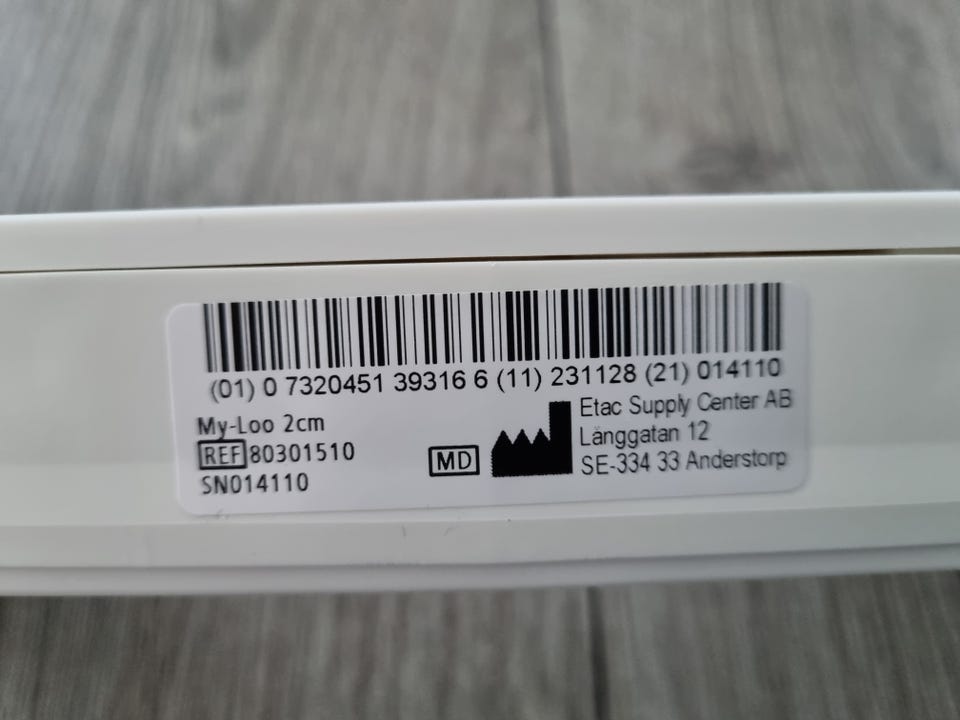 (01) 0 7320451 39316 6 (11) 231128 (21) 014110
My-Loo 2cm
REF 80301510
SN014110
MD
Etac Supply Center AB
Långgatan 12
SE-334 33 Anderstorp